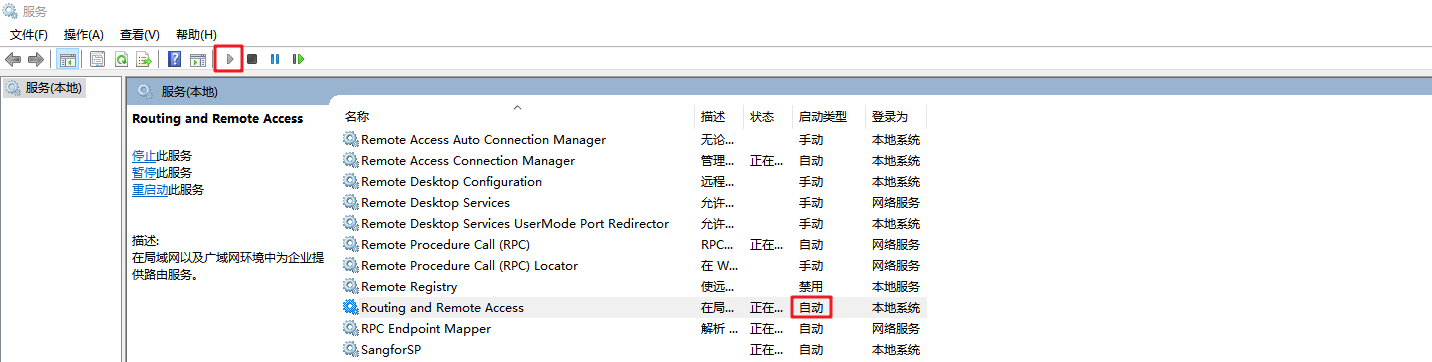 服务
文件(F) 操作(A) 查看(V) 帮助(H)
服务(本地)
服务(本地)
Routing and Remote Access
停止此服务
暂停此服务
重启动此服务
描述:
在局域网以及广域网环境中为企业提
供路由服务。
名称 描述 状态 启动类型 登录为
Remote Access Auto Connection Manager 无论... 手动 本地系统
Remote Access Connection Manager 管理... 正在... 自动 本地系统
Remote Desktop Configuration 远程... 手动 本地系统
Remote Desktop Services 允许... 手动 网络服务
Remote Desktop Services UserMode Port Redirector 允许... 手动 本地系统
Remote Procedure Call (RPC) RPC... 正在... 自动 网络服务
Remote Procedure Call (RPC) Locator 在 W... 手动 网络服务
Remote Registry 使远... 禁用 本地服务
Routing and Remote Access 在局... 正在... 自动 本地系统
RPC Endpoint Mapper 解析 ... 正在... 自动 网络服务
SangforSP 正在... 自动 本地系统